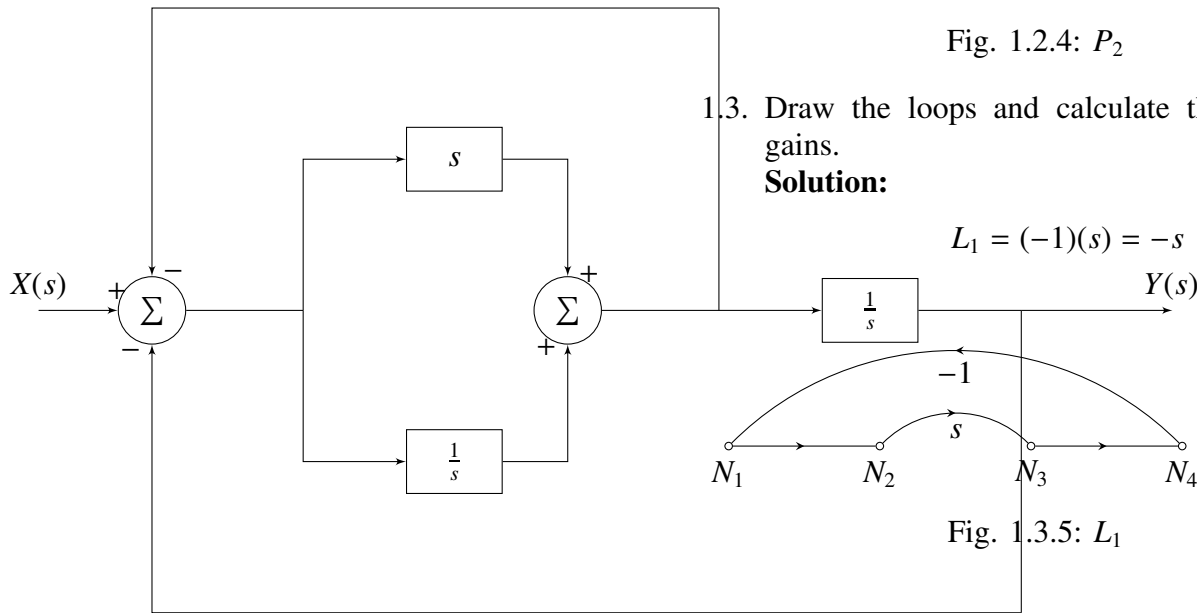 Fig. 1.2.4: P₂
1.3. Draw the loops and calculate
gains.
Solution:
L₁ = (−1)(s) = −s
s
X(s)
+
−
Σ
−
+
Σ
+
1/s
Y(s)
1/s
−1
s
N₁
N₂
N₃
N₄
Fig. 1.3.5: L₁